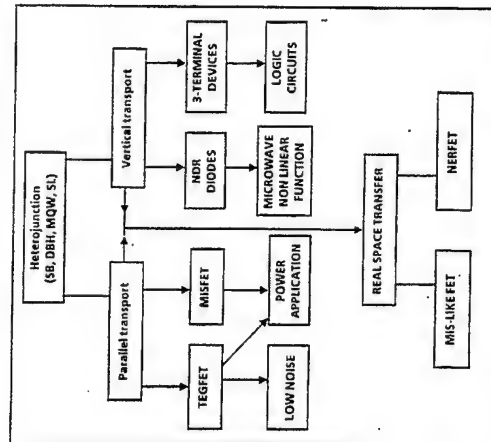 Heterojunction
(SB, DBH, MQW, SL)
Parallel transport
Vertical transport
TEGFET
MISFET
NDR
DIODES
3-TERMINAL
DEVICES
LOW NOISE
POWER
APPLICATION
MICROWAVE
NON LINEAR
FUNCTION
LOGIC
CIRCUITS
REAL SPACE TRANSFER
MIS-LIKE FET
NERFET